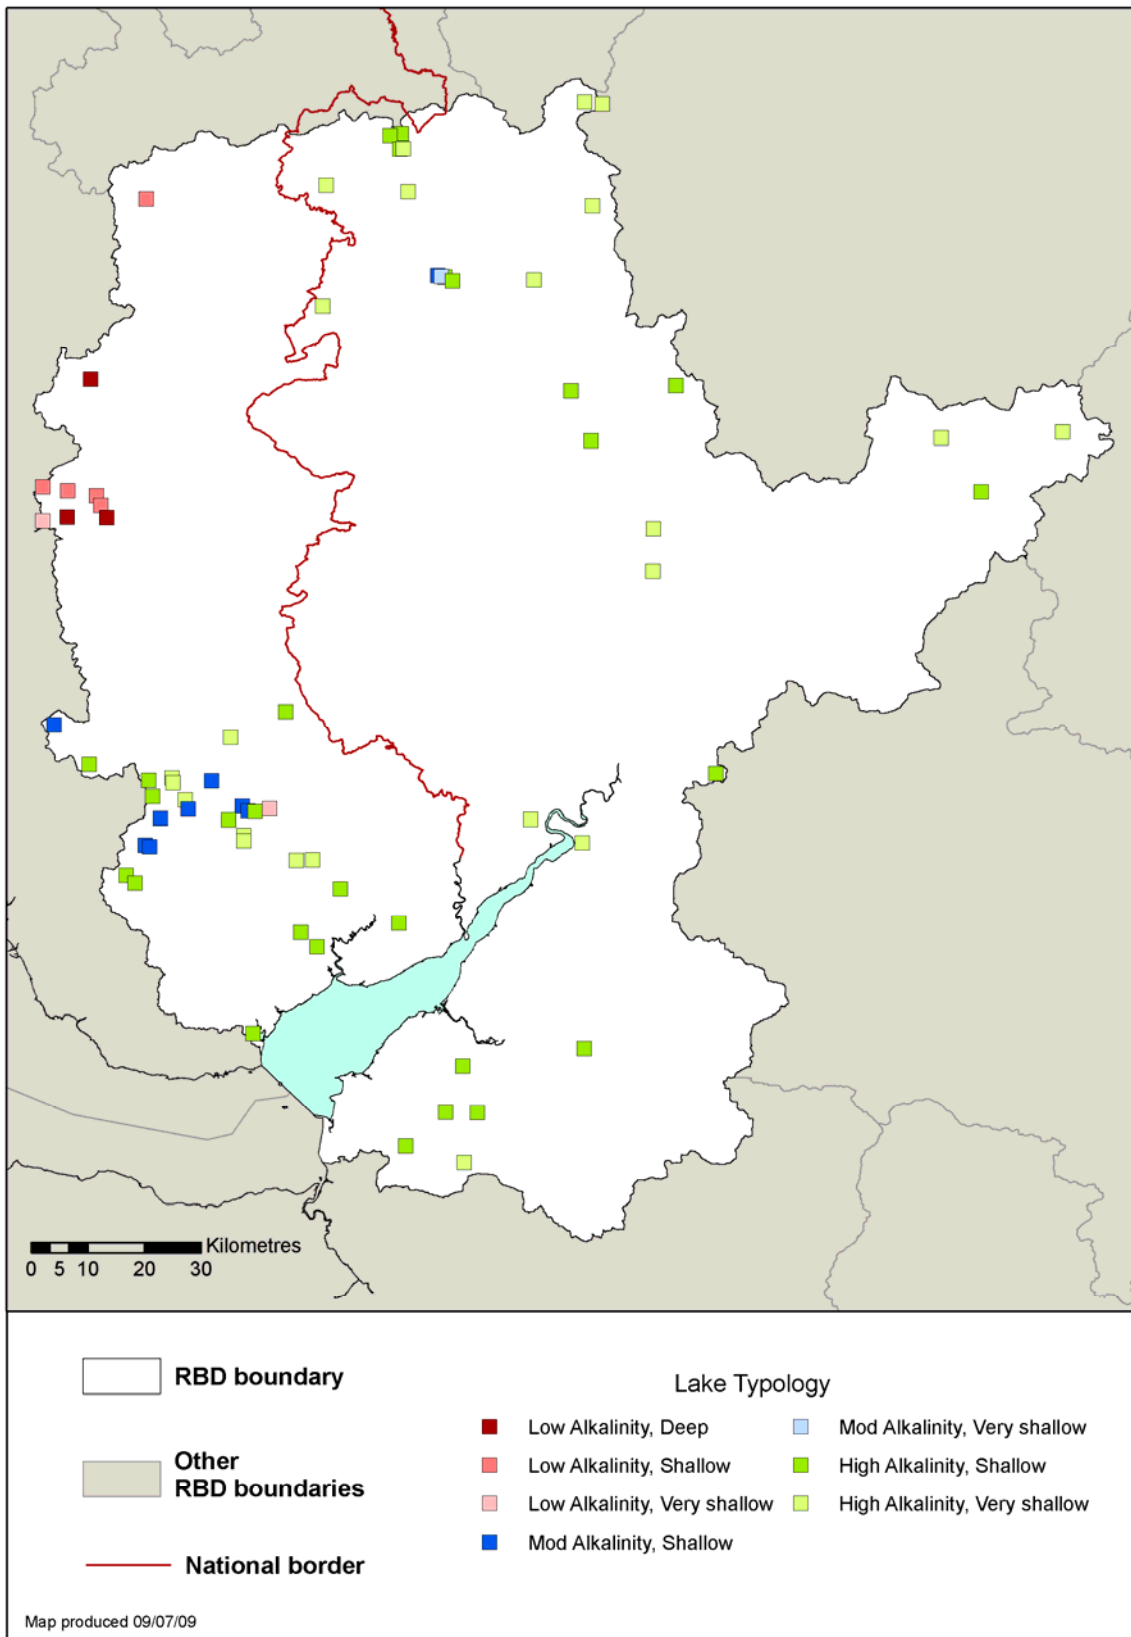 Kilometres
0 5 10 20 30
RBD boundary
Other
RBD boundaries
National border
Lake Typology
Low Alkalinity, Deep
Low Alkalinity, Shallow
Low Alkalinity, Very shallow
Mod Alkalinity, Shallow
Mod Alkalinity, Very shallow
High Alkalinity, Shallow
High Alkalinity, Very shallow
Map produced 09/07/09